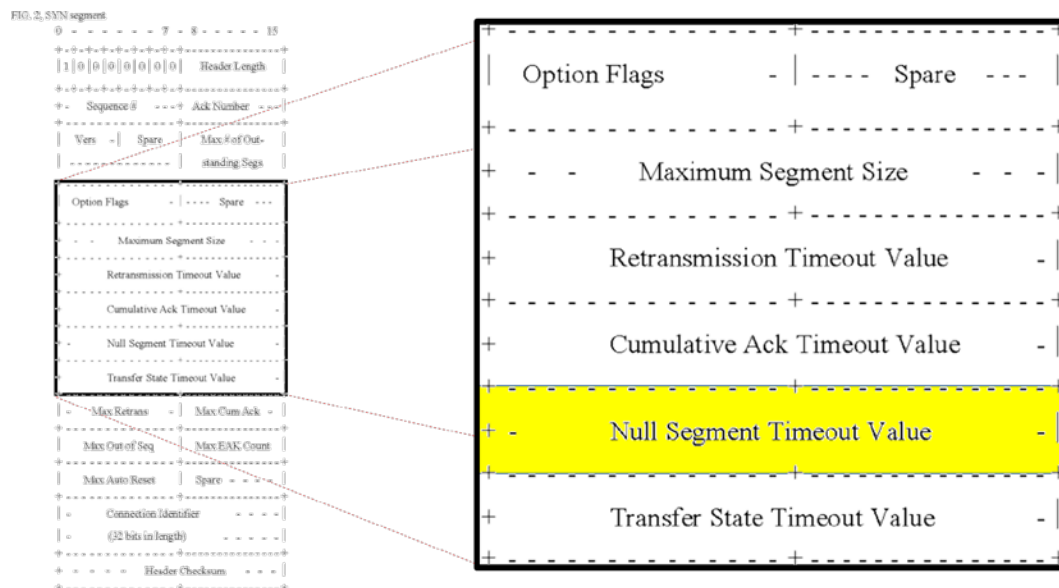 FIG. 2, SYN segment
0 - - - - - - 7 - 8 - - - - - 15
|1|0|0|0|0|0|0|0| Header Length |
+- Sequence # ---+ Ack Number ---+
| Vers -| Spare | Max # of Out-
|------------| standing Segs
Option Flags -|---- Spare ---
+ - - Maximum Segment Size - - -
+ Retransmission Timeout Value -
+ Cumulative Ack Timeout Value -
+ - Null Segment Timeout Value -
+ Transfer State Timeout Value -
| - Max Retrans -| Max Cum Ack -|
| Max Out of Seq | Max EAK Count |
| Max Auto Reset | Spare - - - - |
| - Connection Identifier - - - - |
| - (32 bits in length) - - - - - |
+ - - - - Header Checksum - - - |
| Option Flags -|---- Spare --- |
+ - - Maximum Segment Size - - - |
+ Retransmission Timeout Value -|
+ Cumulative Ack Timeout Value -|
+ - Null Segment Timeout Value -|
+ Transfer State Timeout Value -|